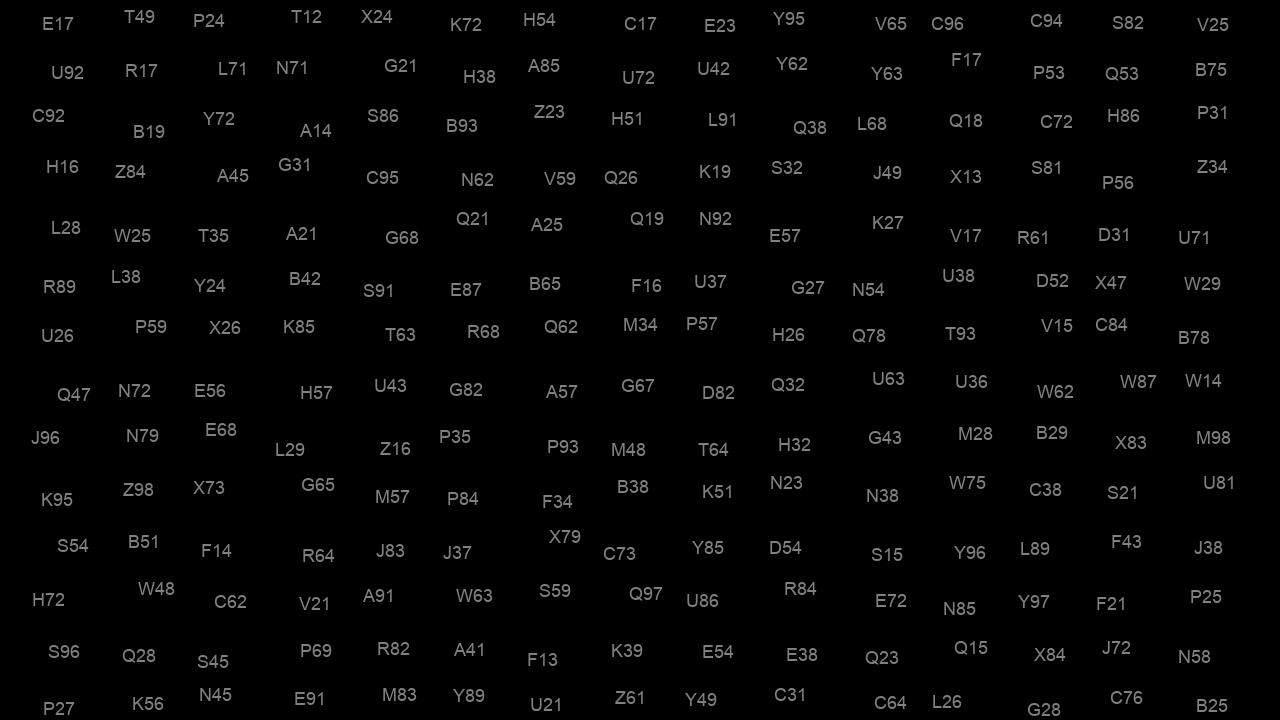 E17 T49 P24 T12 X24 K72 H54 C17 E23 Y95 V65 C96 C94 S82 V25
U92 R17 L71 N71 G21 H38 A85 U72 U42 Y62 Y63 F17 P53 Q53 B75
C92 B19 Y72 A14 S86 B93 Z23 H51 L91 Q38 L68 Q18 C72 H86 P31
H16 Z84 A45 G31 C95 N62 V59 Q26 K19 S32 J49 X13 S81 P56 Z34
L28 W25 T35 A21 G68 Q21 A25 Q19 N92 E57 K27 V17 R61 D31 U71
R89 L38 Y24 B42 S91 E87 B65 F16 U37 G27 N54 U38 D52 X47 W29
U26 P59 X26 K85 T63 R68 Q62 M34 P57 H26 Q78 T93 V15 C84 B78
Q47 N72 E56 H57 U43 G82 A57 G67 D82 Q32 U63 U36 W62 W87 W14
J96 N79 E68 L29 Z16 P35 P93 M48 T64 H32 G43 M28 B29 X83 M98
K95 Z98 X73 G65 M57 P84 F34 B38 K51 N23 N38 W75 C38 S21 U81
S54 B51 F14 R64 J83 J37 X79 C73 Y85 D54 S15 Y96 L89 F43 J38
H72 W48 C62 V21 A91 W63 S59 Q97 U86 R84 E72 N85 Y97 F21 P25
S96 Q28 S45 P69 R82 A41 F13 K39 E54 E38 Q23 Q15 X84 J72 N58
P27 K56 N45 E91 M83 Y89 U21 Z61 Y49 C31 C64 L26 G28 C76 B25